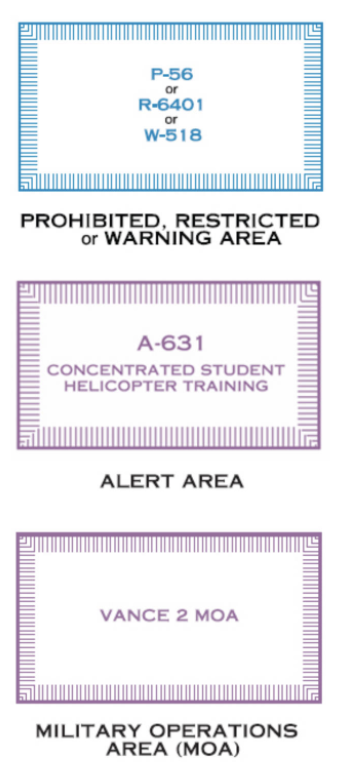 P-56
or
R-6401
or
W-518
PROHIBITED, RESTRICTED
or WARNING AREA
A-631
CONCENTRATED STUDENT
HELICOPTER TRAINING
ALERT AREA
VANCE 2 MOA
MILITARY OPERATIONS
AREA (MOA)